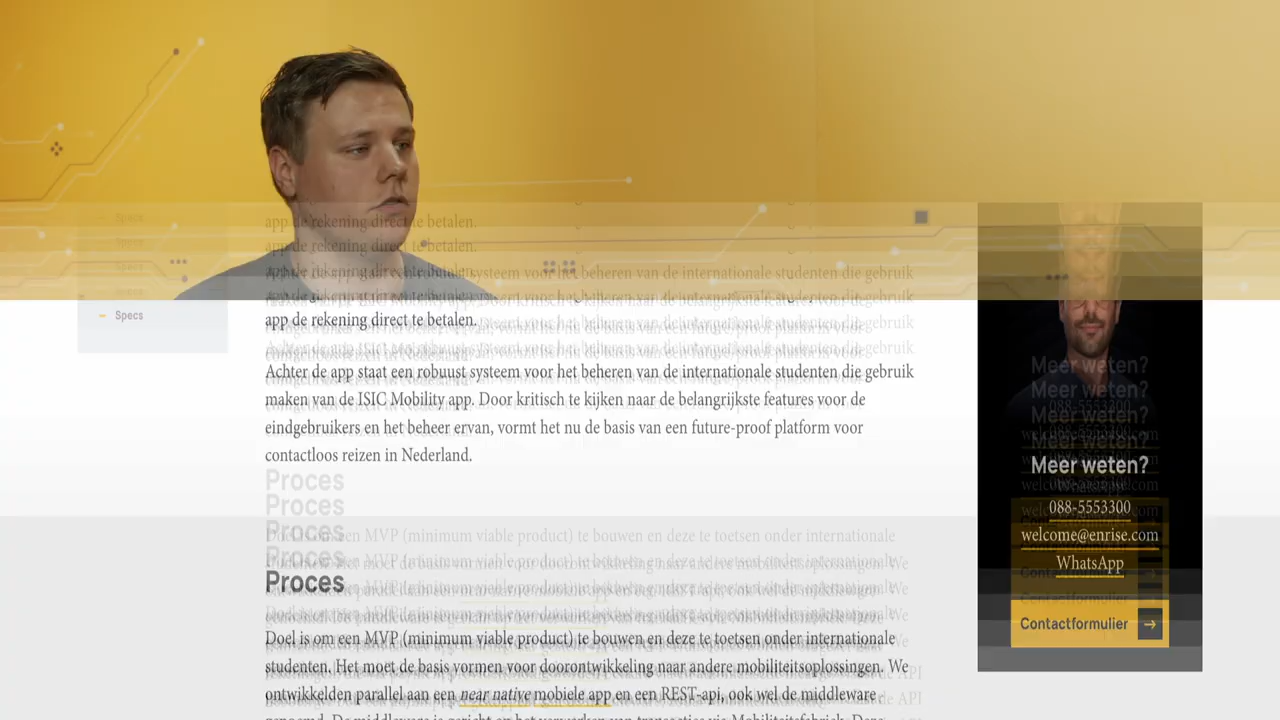 Specs
app de rekening direct te betalen.
Achter de app staat een robuust systeem voor het beheren van de internationale studenten die gebruik
maken van de ISIC Mobility app. Door kritisch te kijken naar de belangrijkste features voor de
eindgebruikers en het beheer ervan, vormt het nu de basis van een future-proof platform voor
contactloos reizen in Nederland.
Proces
Doel is om een MVP (minimum viable product) te bouwen en deze te toetsen onder internationale
studenten. Het moet de basis vormen voor doorontwikkeling naar andere mobiliteitsoplossingen. We
ontwikkelden parallel aan een near native mobiele app en een REST-api, ook wel de middleware
Meer weten?
088-5553300
welcome@enrise.com
WhatsApp
Contactformulier